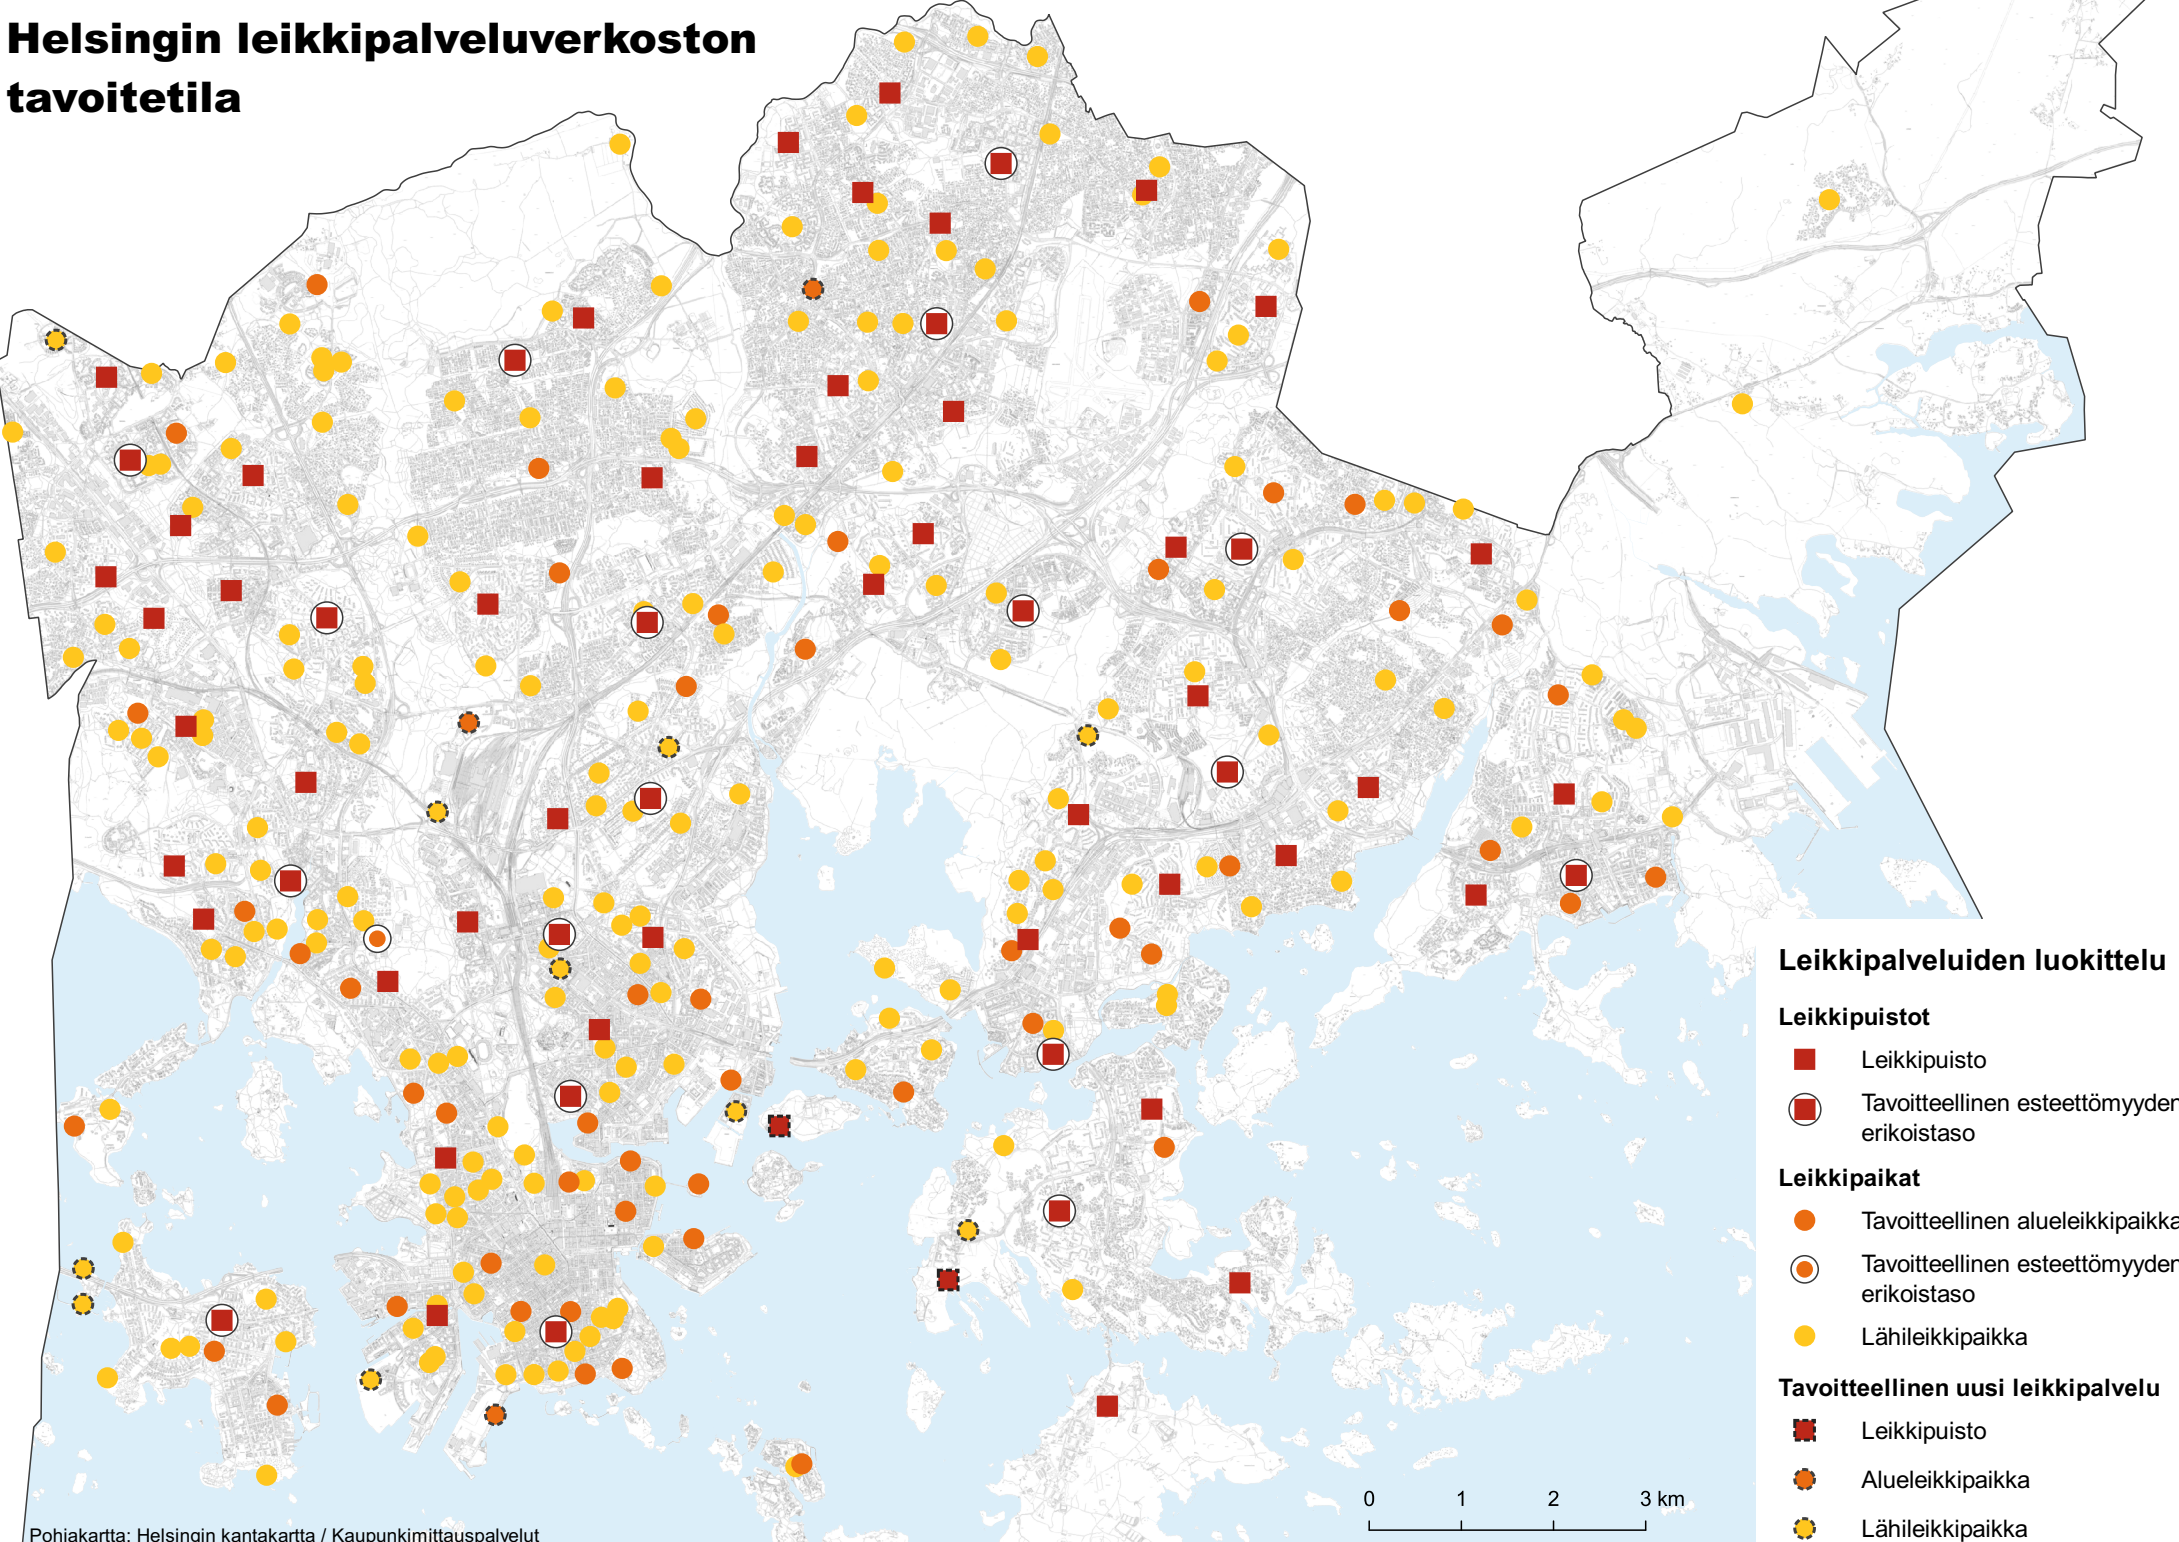 Helsingin leikkipalveluverkoston
tavoitetila
Leikkipalveluiden luokittelu
Leikkipuistot
Leikkipuisto
Tavoitteellinen esteettömyyden
erikoistaso
Leikkipaikat
Tavoitteellinen alueleikkipaikka
Tavoitteellinen esteettömyyden
erikoistaso
Lähileikkipaikka
Tavoitteellinen uusi leikkipalvelu
Leikkipuisto
Alueleikkipaikka
Lähileikkipaikka
0 1 2 3 km
Pohjakartta: Helsingin kantakartta / Kaupunkimittauspalvelut